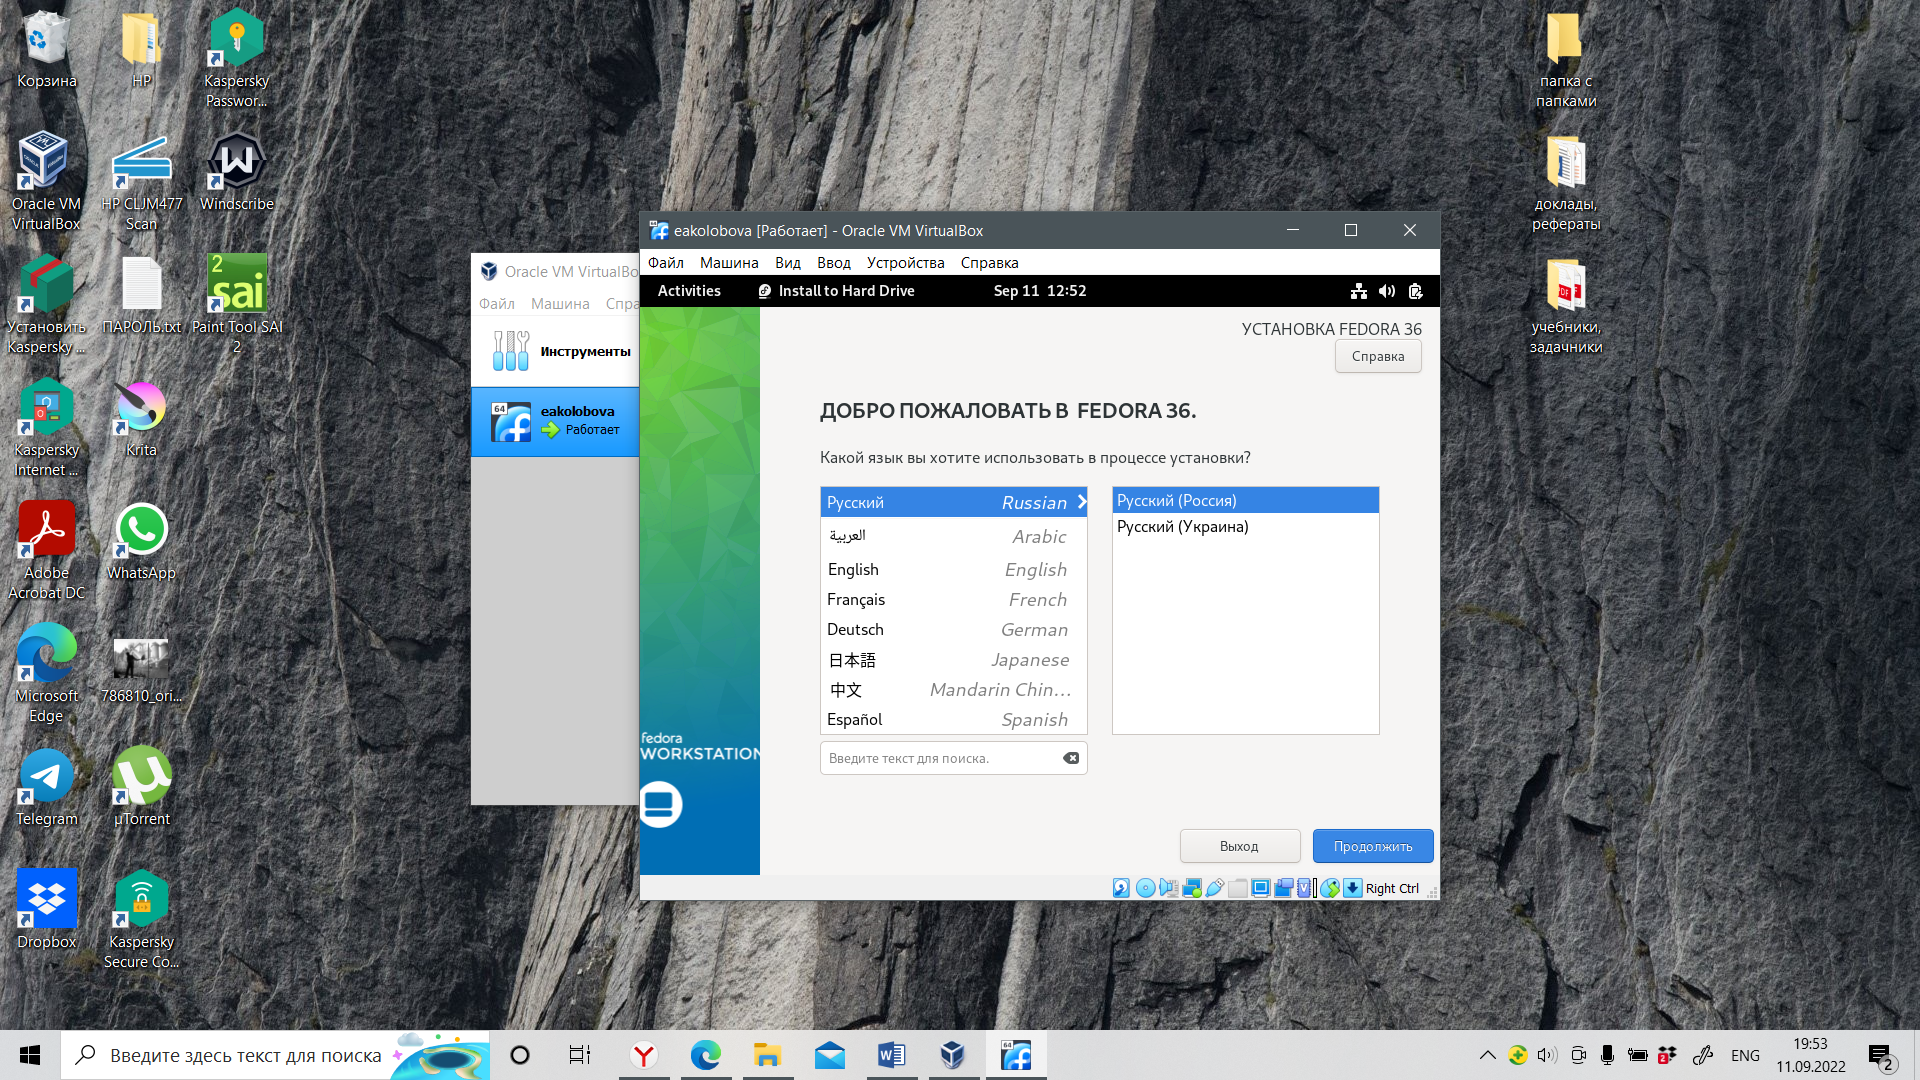 Корзина
HP
Kaspersky
Passwor...
Oracle VM
VirtualBox
HP CLJM477
Scan
Windscribe
Установить
Kaspersky ...
ПАРОЛЬ.txt
2
sai
Paint Tool SAI
2
Kaspersky
Internet ...
Krita
Adobe
Acrobat DC
WhatsApp
Microsoft
Edge
786810_ori...
Telegram
µTorrent
Dropbox
Kaspersky
Secure Co...
папка с
папками
доклады,
рефераты
PDF
учебники,
задачники
Oracle VM VirtualBo
Файл Машина Спра
Инструменты
64
eakolobova
Работает
eakolobova [Работает] - Oracle VM VirtualBox
Файл Машина Вид Ввод Устройства Справка
Activities Install to Hard Drive Sep 11 12:52
УСТАНОВКА FEDORA 36
Справка
ДОБРО ПОЖАЛОВАТЬ В FEDORA 36.
Какой язык вы хотите использовать в процессе установки?
Русский Russian
العربية Arabic
English English
Français French
Deutsch German
日本語 Japanese
中文 Mandarin Chin...
Español Spanish
Русский (Россия)
Русский (Украина)
Введите текст для поиска.
fedora
WORKSTATION
Выход Продолжить
Right Ctrl
Введите здесь текст для поиска
ENG
19:53
11.09.2022
2